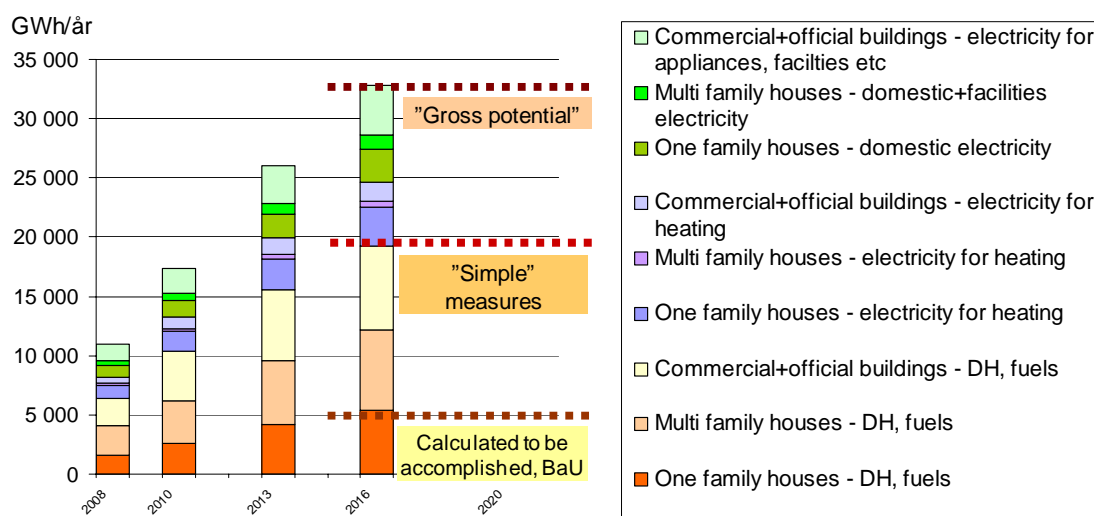 GWh/år
35 000
30 000
25 000
20 000
15 000
10 000
5 000
0
2008
2010
2013
2016
2020
"Gross potential"
"Simple"
measures
Calculated to be
accomplished, BaU
Commercial+official buildings - electricity for
appliances, facilties etc
Multi family houses - domestic+facilities
electricity
One family houses - domestic electricity
Commercial+official buildings - electricity for
heating
Multi family houses - electricity for heating
One family houses - electricity for heating
Commercial+official buildings - DH, fuels
Multi family houses - DH, fuels
One family houses - DH, fuels